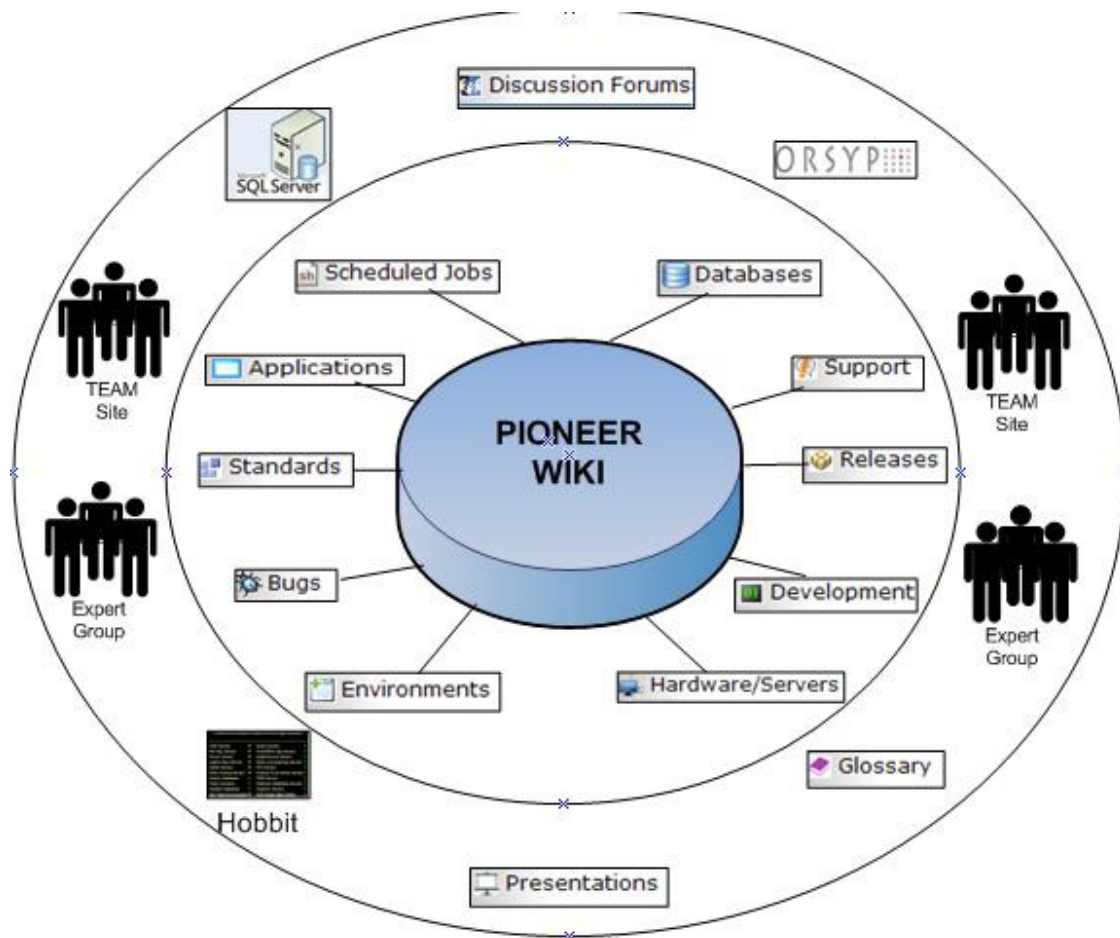 Discussion Forums
SQL Server
ORSYP
sh Scheduled Jobs
Databases
TEAM
Site
Applications
Support
TEAM
Site
PIONEER
WIKI
Standards
Releases
Bugs
Development
Expert
Group
Expert
Group
Environments
Hardware/Servers
Hobbit
Glossary
Presentations